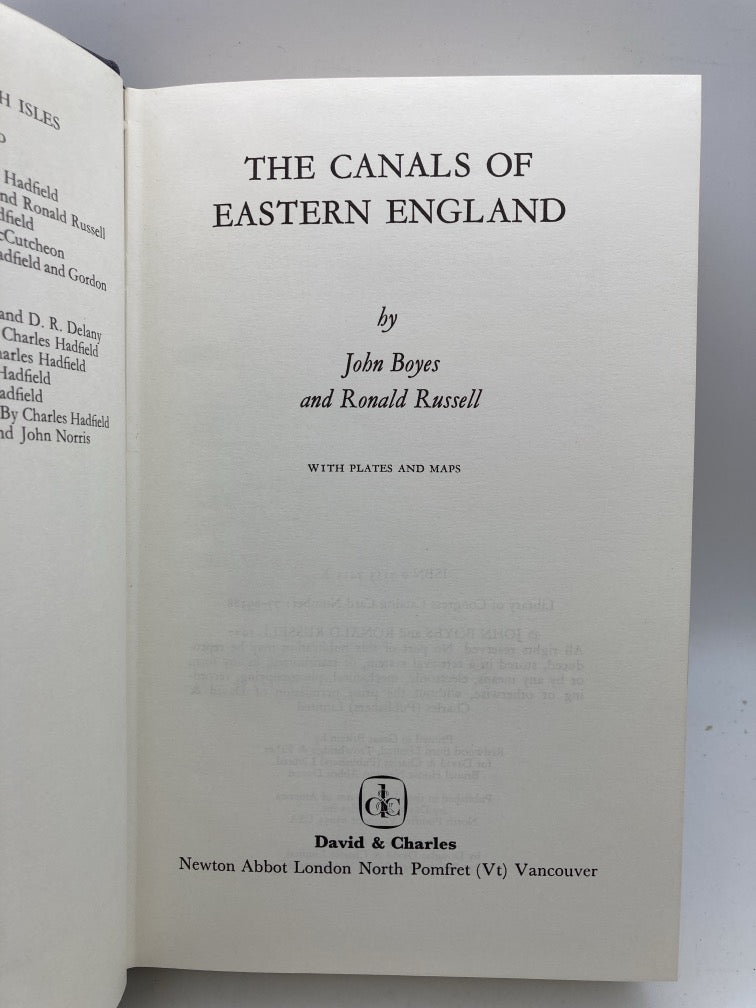 H ISLES
Hadfield
nd Ronald Russell
dfield
cCutcheon
adfield and Gordon
and D. R. Delany
Charles Hadfield
arles Hadfield
Hadfield
adfield
By Charles Hadfield
nd John Norris
THE CANALS OF
EASTERN ENGLAND
by
John Boyes
and Ronald Russell
WITH PLATES AND MAPS
David & Charles
Newton Abbot London North Pomfret (Vt) Vancouver